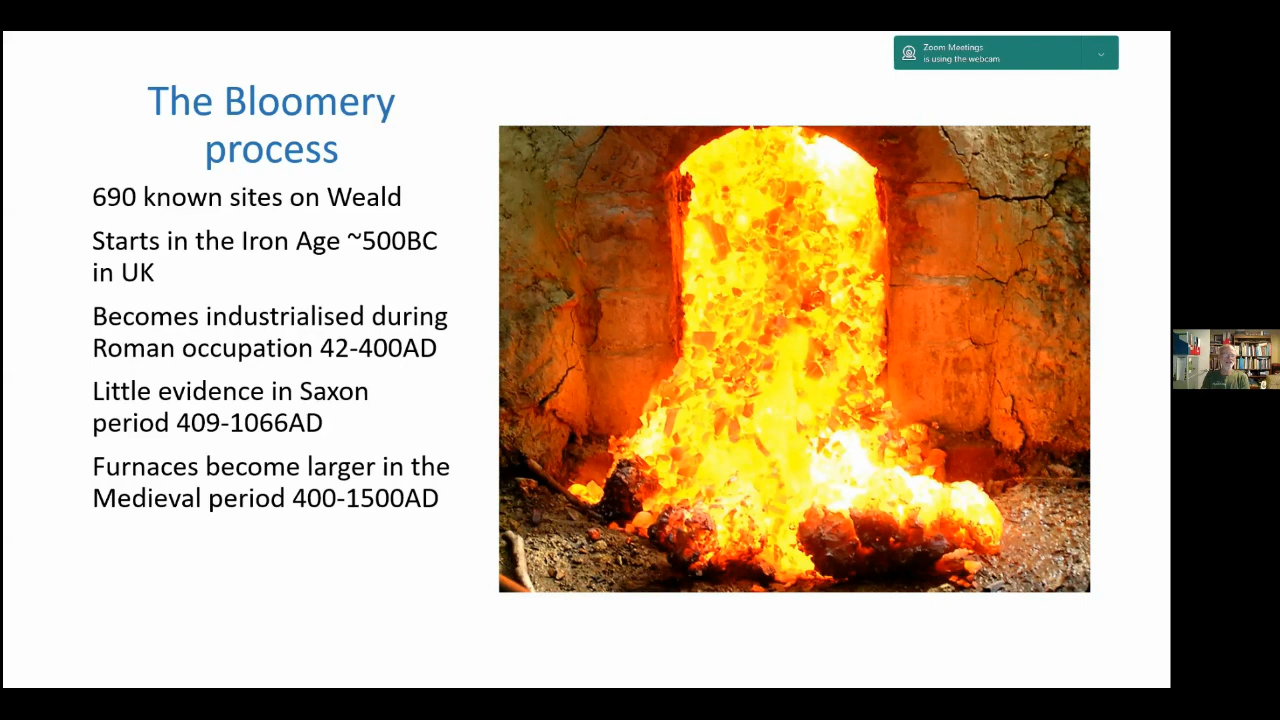 Zoom Meetings
is using the webcam
The Bloomery
process
690 known sites on Weald
Starts in the Iron Age ~500BC
in UK
Becomes industrialised during
Roman occupation 42-400AD
Little evidence in Saxon
period 409-1066AD
Furnaces become larger in the
Medieval period 400-1500AD